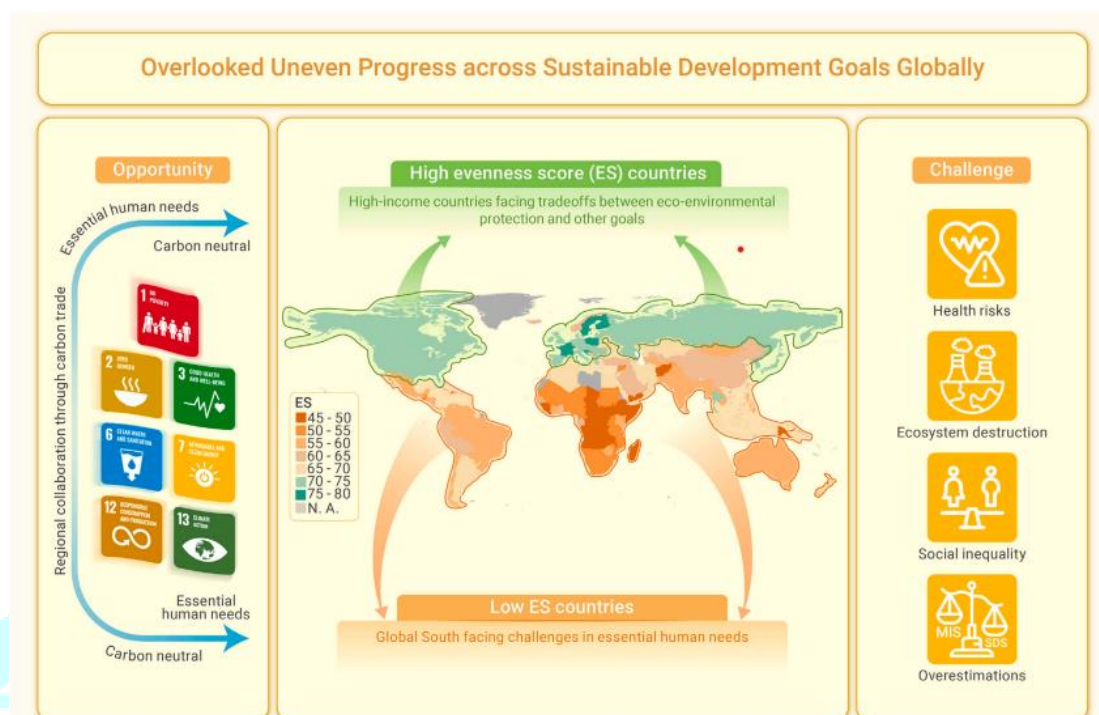 Overlooked Uneven Progress across Sustainable Development Goals Globally
Opportunity
Essential human needs
Carbon neutral
Regional collaboration through carbon trade
1 NO
POVERTY
2 ZERO
HUNGER
3 GOOD HEALTH
AND WELL-BEING
6 CLEAN WATER
AND SANITATION
7 AFFORDABLE AND
CLEAN ENERGY
12 RESPONSIBLE
CONSUMPTION
AND PRODUCTION
13 CLIMATE
ACTION
Essential
human needs
Carbon neutral
High evenness score (ES) countries
High-income countries facing tradeoffs between eco-environmental
protection and other goals
ES
45 - 50
50 - 55
55 - 60
60 - 65
65 - 70
70 - 75
75 - 80
N. A.
Low ES countries
Global South facing challenges in essential human needs
Challenge
Health risks
Ecosystem destruction
Social inequality
MIS
SDS
Overestimations